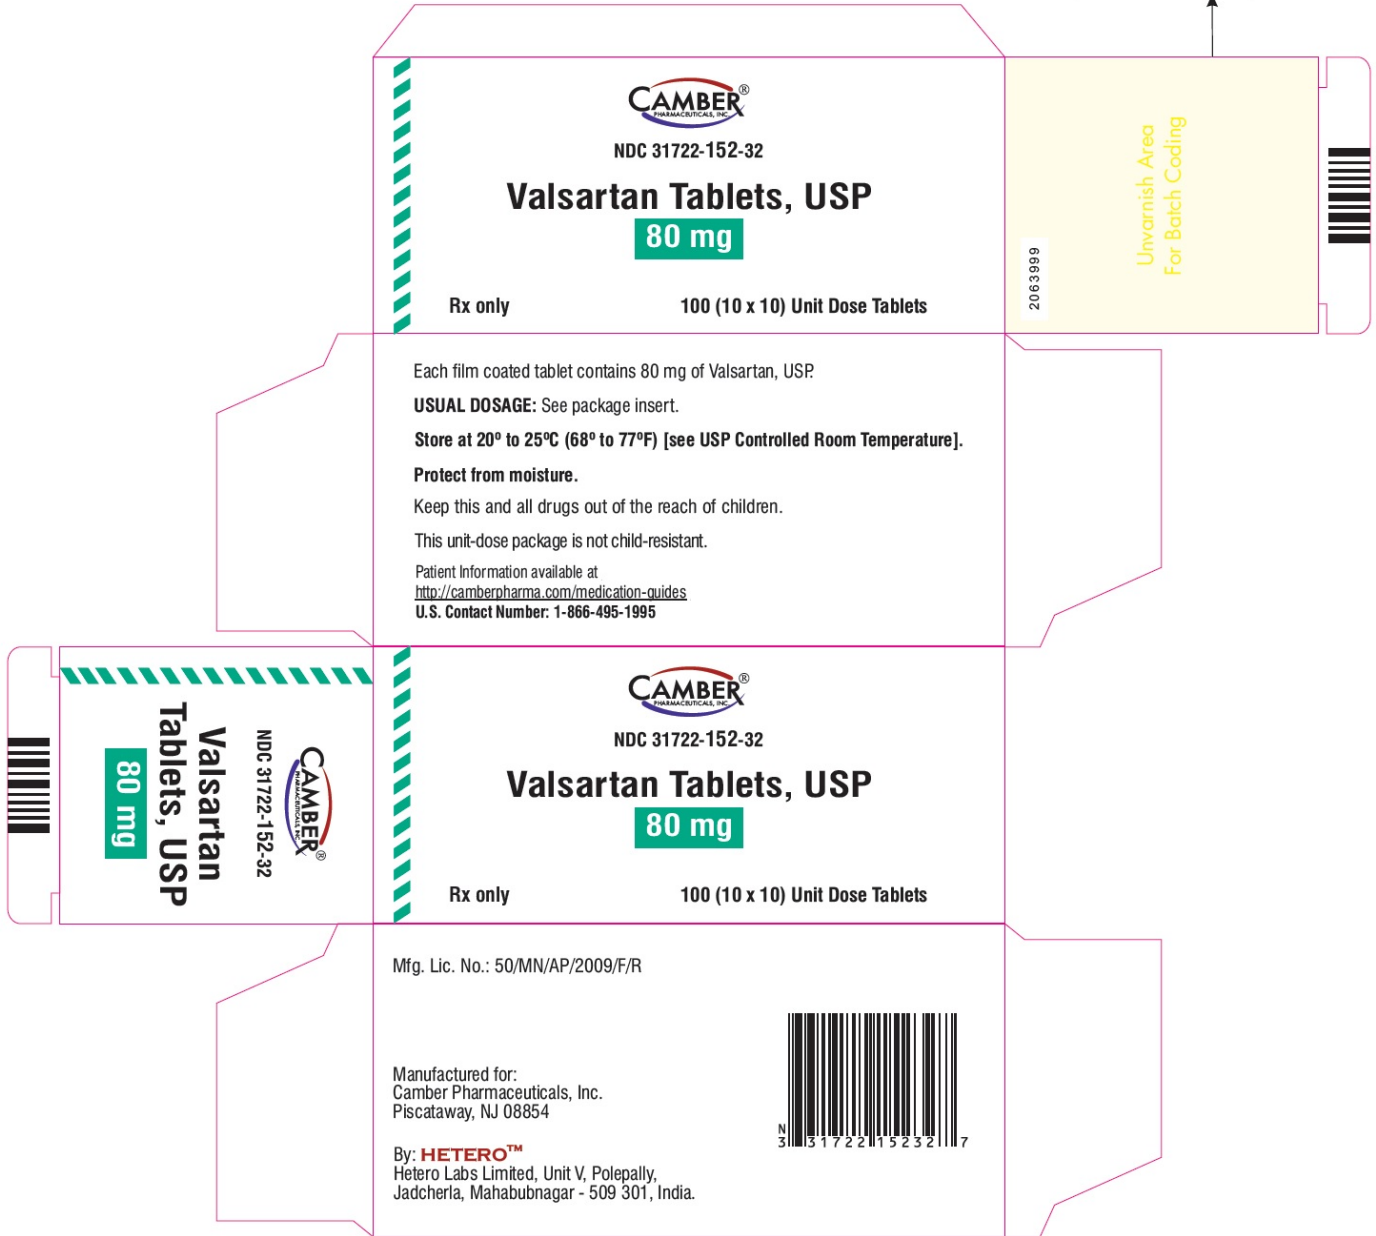 CAMBER®
PHARMACEUTICALS, INC.
NDC 31722-152-32
Valsartan Tablets, USP
80 mg
Rx only 100 (10 x 10) Unit Dose Tablets
Unvarnish Area
For Batch Coding
2063999
Each film coated tablet contains 80 mg of Valsartan, USP.
USUAL DOSAGE: See package insert.
Store at 20º to 25ºC (68º to 77ºF) [see USP Controlled Room Temperature].
Protect from moisture.
Keep this and all drugs out of the reach of children.
This unit-dose package is not child-resistant.
Patient Information available at
http://camberpharma.com/medication-guides
U.S. Contact Number: 1-866-495-1995
CAMBER®
PHARMACEUTICALS, INC.
NDC 31722-152-32
Valsartan
Tablets, USP
80 mg
CAMBER®
PHARMACEUTICALS, INC.
NDC 31722-152-32
Valsartan Tablets, USP
80 mg
Rx only 100 (10 x 10) Unit Dose Tablets
Mfg. Lic. No.: 50/MN/AP/2009/F/R
Manufactured for:
Camber Pharmaceuticals, Inc.
Piscataway, NJ 08854
By: HETERO™
Hetero Labs Limited, Unit V, Polepally,
Jadcherla, Mahabubnagar - 509 301, India.
N
3 31722 15232 7